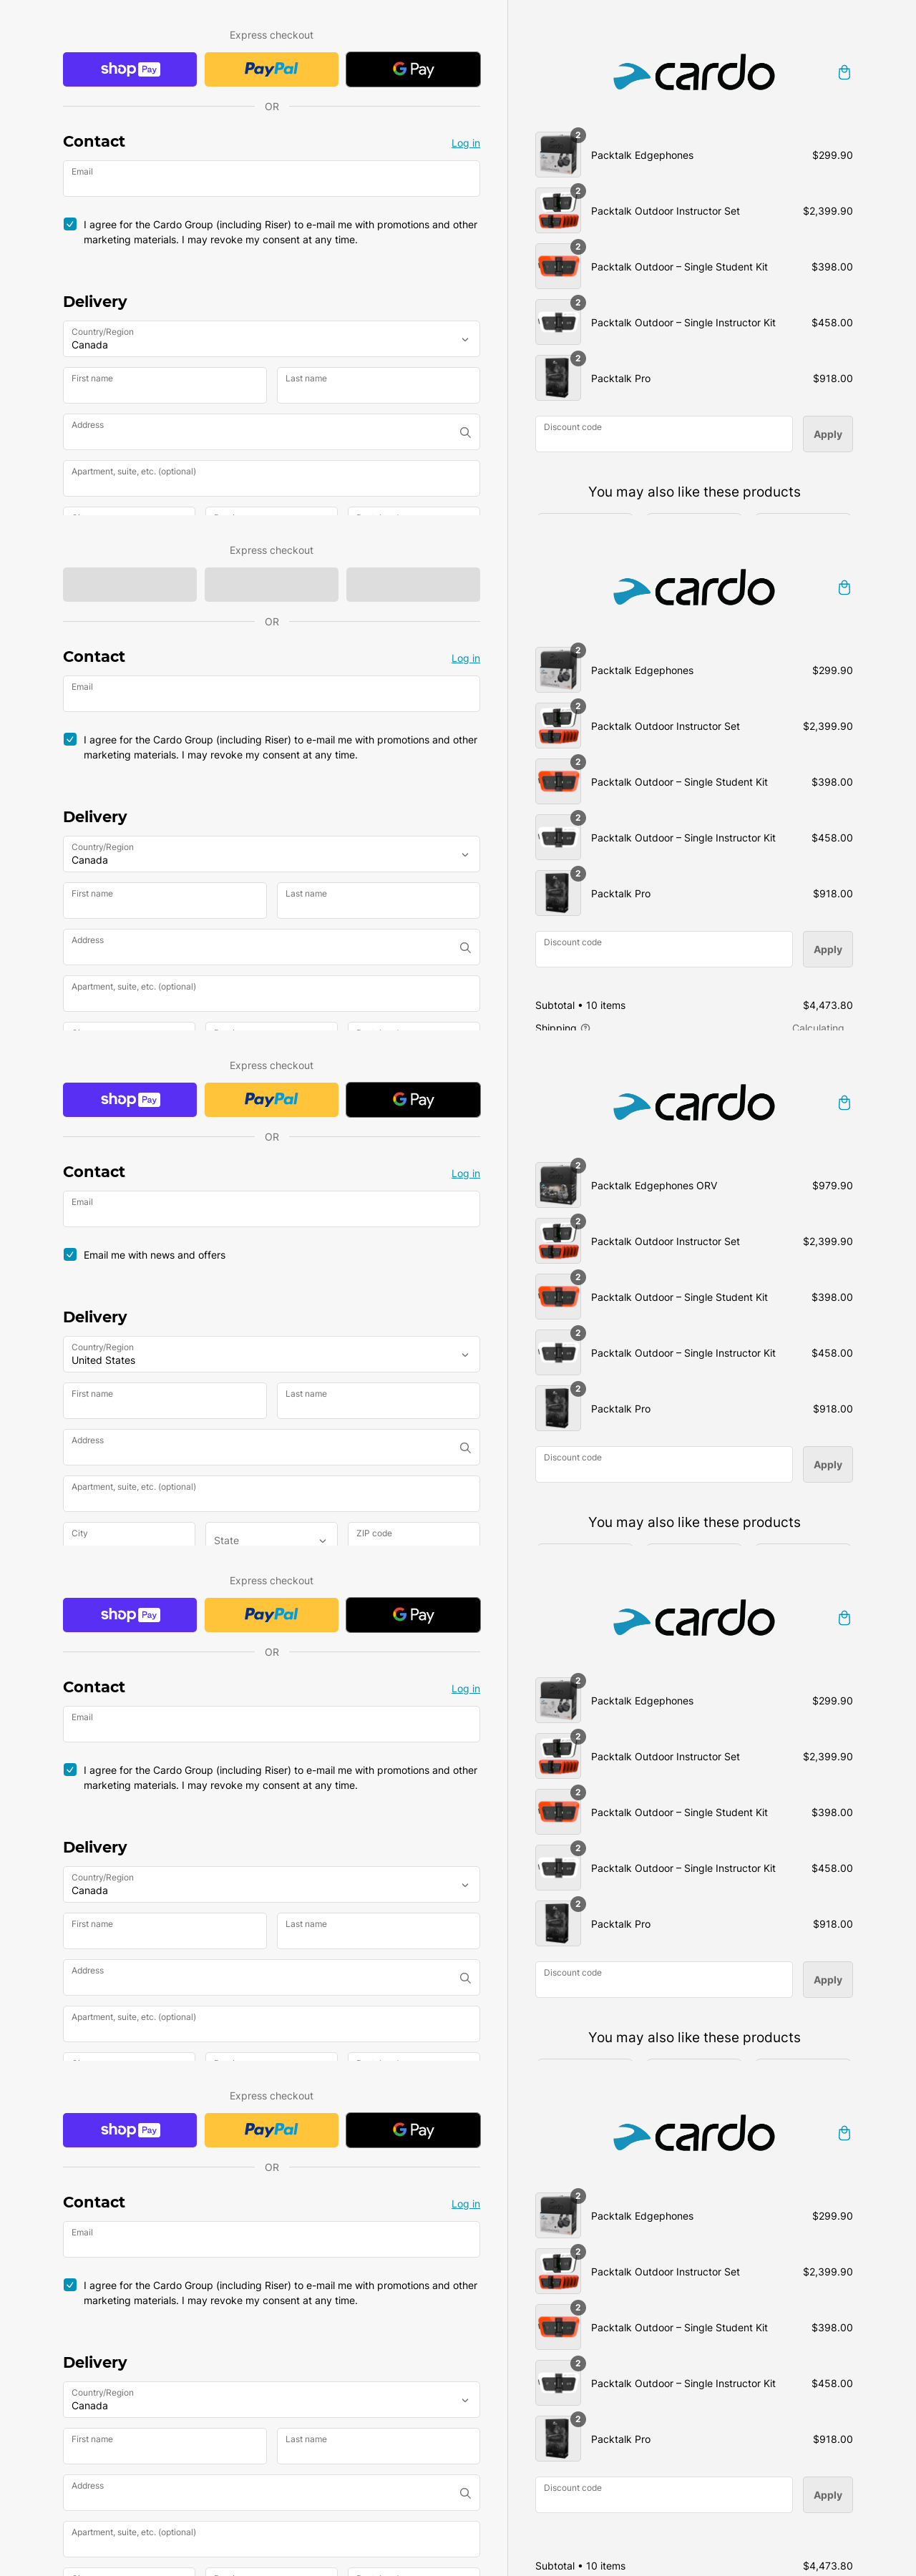 Express checkout
shop Pay
PayPal
G Pay
OR
Contact
Log in
Email
I agree for the Cardo Group (including Riser) to e-mail me with promotions and other
marketing materials. I may revoke my consent at any time.
Delivery
Country/Region
Canada
First name
Last name
Address
Apartment, suite, etc. (optional)
cardo
2
Packtalk Edgephones
$299.90
2
Packtalk Outdoor Instructor Set
$2,399.90
2
Packtalk Outdoor – Single Student Kit
$398.00
2
Packtalk Outdoor – Single Instructor Kit
$458.00
2
Packtalk Pro
$918.00
Discount code
Apply
You may also like these products
Express checkout
OR
Contact
Log in
Email
I agree for the Cardo Group (including Riser) to e-mail me with promotions and other
marketing materials. I may revoke my consent at any time.
Delivery
Country/Region
Canada
First name
Last name
Address
Apartment, suite, etc. (optional)
cardo
2
Packtalk Edgephones
$299.90
2
Packtalk Outdoor Instructor Set
$2,399.90
2
Packtalk Outdoor – Single Student Kit
$398.00
2
Packtalk Outdoor – Single Instructor Kit
$458.00
2
Packtalk Pro
$918.00
Discount code
Apply
Subtotal • 10 items
$4,473.80
Shipping
Calculating
Express checkout
shop Pay
PayPal
G Pay
OR
Contact
Log in
Email
Email me with news and offers
Delivery
Country/Region
United States
First name
Last name
Address
Apartment, suite, etc. (optional)
City
State
ZIP code
cardo
2
Packtalk Edgephones ORV
$979.90
2
Packtalk Outdoor Instructor Set
$2,399.90
2
Packtalk Outdoor – Single Student Kit
$398.00
2
Packtalk Outdoor – Single Instructor Kit
$458.00
2
Packtalk Pro
$918.00
Discount code
Apply
You may also like these products
Express checkout
shop Pay
PayPal
G Pay
OR
Contact
Log in
Email
I agree for the Cardo Group (including Riser) to e-mail me with promotions and other
marketing materials. I may revoke my consent at any time.
Delivery
Country/Region
Canada
First name
Last name
Address
Apartment, suite, etc. (optional)
cardo
2
Packtalk Edgephones
$299.90
2
Packtalk Outdoor Instructor Set
$2,399.90
2
Packtalk Outdoor – Single Student Kit
$398.00
2
Packtalk Outdoor – Single Instructor Kit
$458.00
2
Packtalk Pro
$918.00
Discount code
Apply
You may also like these products
Express checkout
shop Pay
PayPal
G Pay
OR
Contact
Log in
Email
I agree for the Cardo Group (including Riser) to e-mail me with promotions and other
marketing materials. I may revoke my consent at any time.
Delivery
Country/Region
Canada
First name
Last name
Address
Apartment, suite, etc. (optional)
cardo
2
Packtalk Edgephones
$299.90
2
Packtalk Outdoor Instructor Set
$2,399.90
2
Packtalk Outdoor – Single Student Kit
$398.00
2
Packtalk Outdoor – Single Instructor Kit
$458.00
2
Packtalk Pro
$918.00
Discount code
Apply
Subtotal • 10 items
$4,473.80